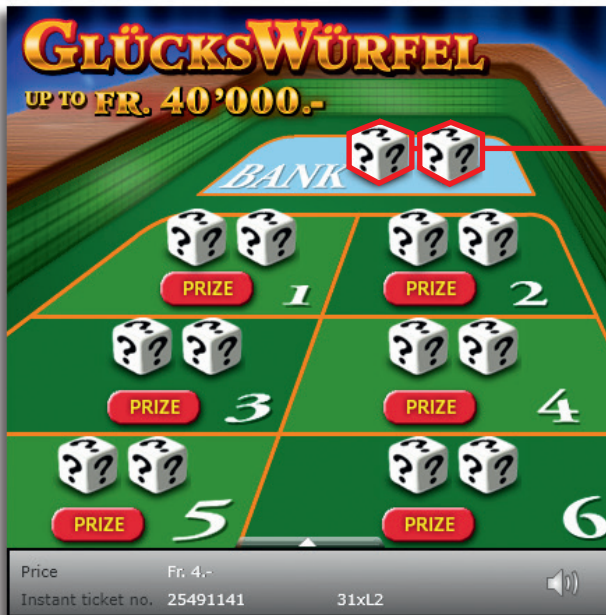 GLÜCKSWÜRFEL
UP TO FR. 40'000.-
? ? ? ? ? ?
BANK
? ? ? ? ? ? ? ? ? ? ? ?
PRIZE 1 PRIZE 2
? ? ? ? ? ? ? ? ? ? ? ?
PRIZE 3 PRIZE 4
? ? ? ? ? ? ? ? ? ? ? ?
PRIZE 5 PRIZE 6
Price Fr. 4.-
Instant ticket no. 25491141 31xL2